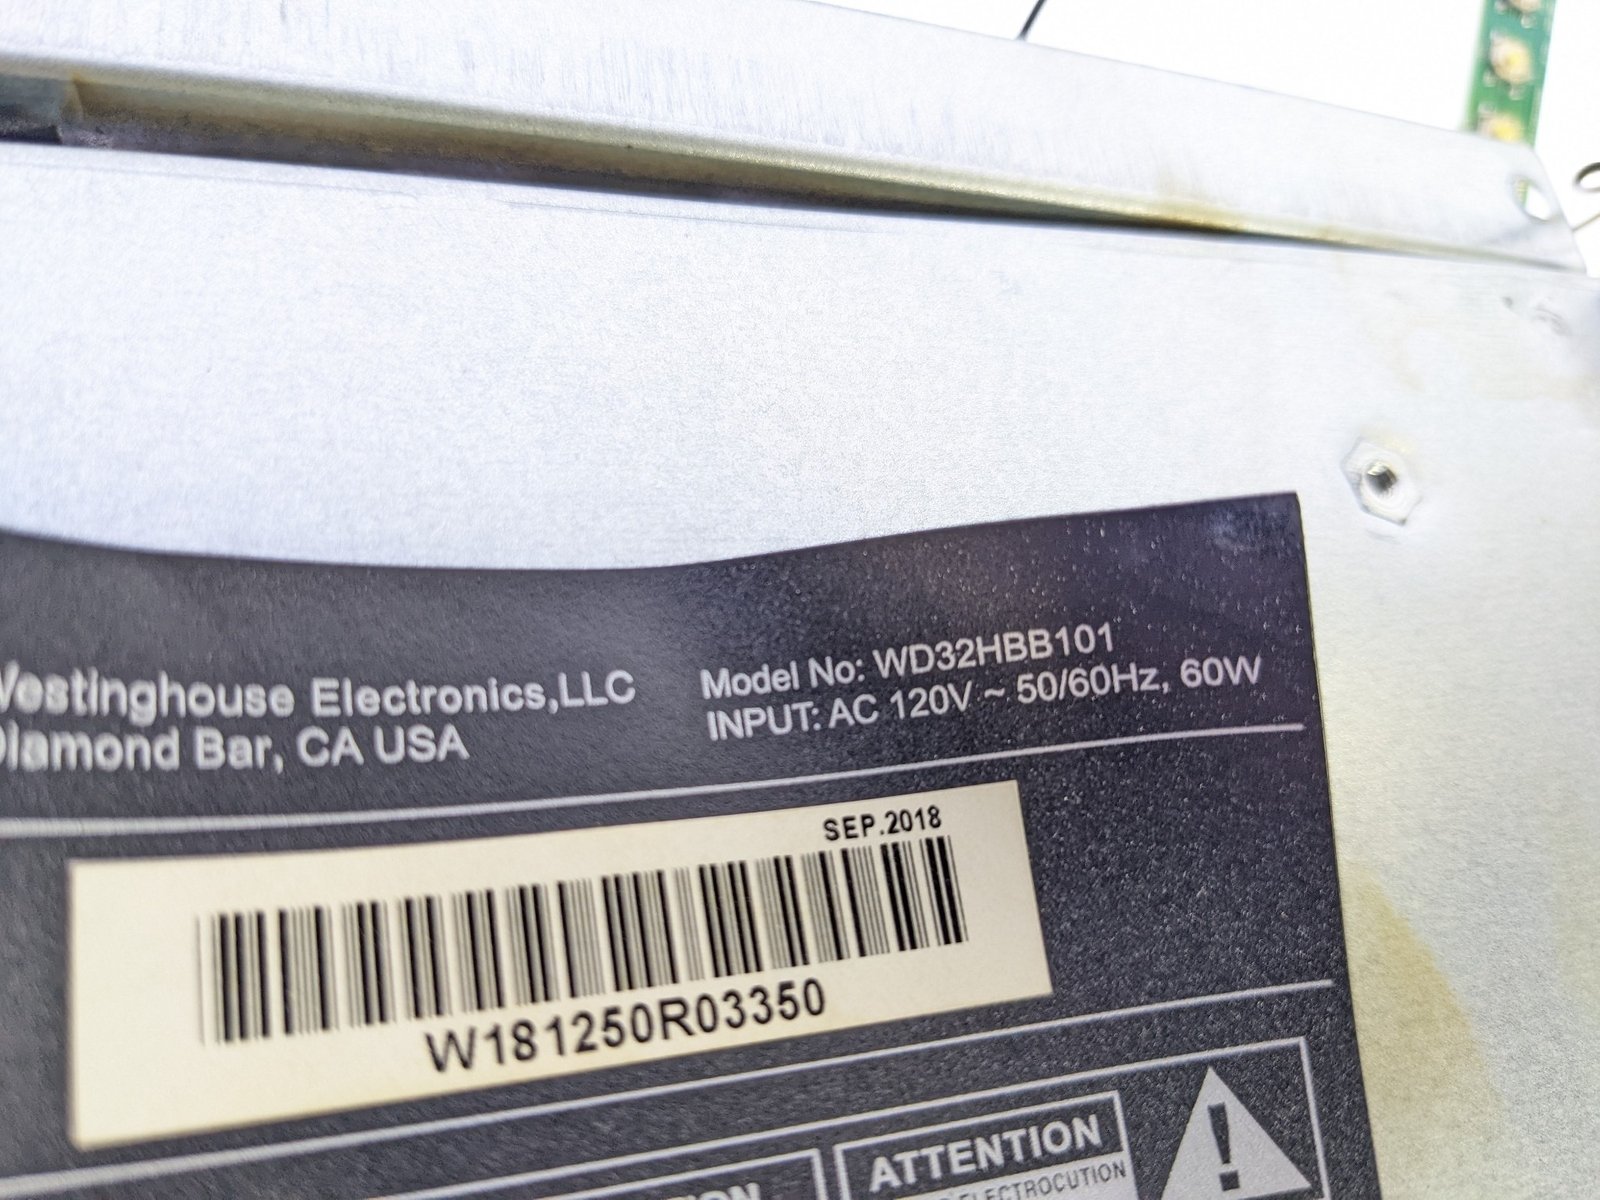 Westinghouse Electronics,LLC
Diamond Bar, CA USA
Model No: WD32HBB101
INPUT: AC 120V ~ 50/60Hz, 60W
SEP.2018
W181250R03350
ATTENTION
ELECTROCUTION